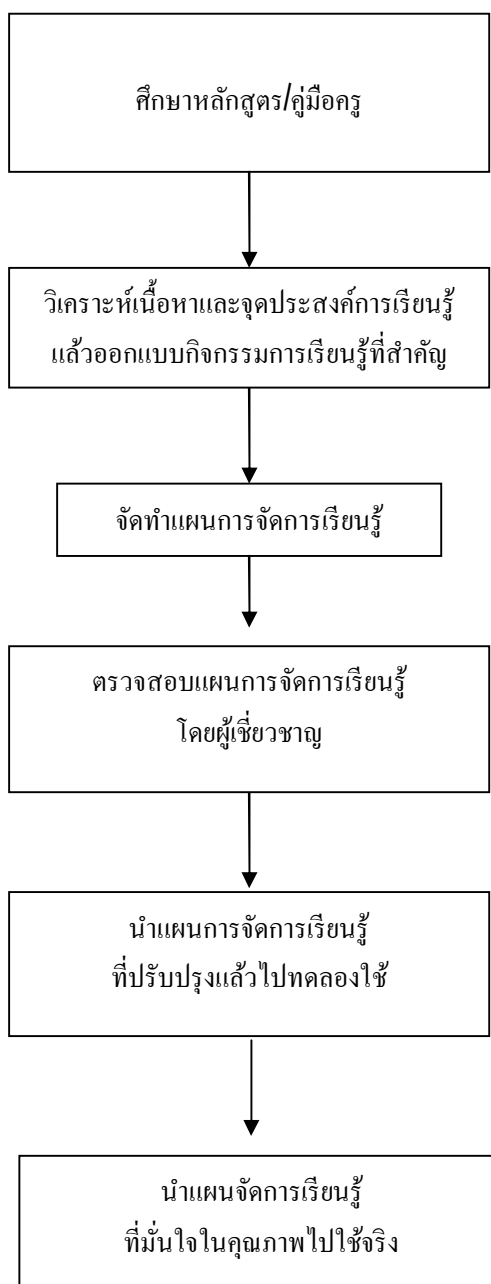 ศึกษาหลักสูตร/คู่มือครู
วิเคราะห์เนื้อหาและจุดประสงค์การเรียนรู้
แล้วออกแบบกิจกรรมการเรียนรู้ที่สำคัญ
จัดทำแผนการจัดการเรียนรู้
ตรวจสอบแผนการจัดการเรียนรู้
โดยผู้เชี่ยวชาญ
นำแผนการจัดการเรียนรู้
ที่ปรับปรุงแล้วไปทดลองใช้
นำแผนจัดการเรียนรู้
ที่มั่นใจในคุณภาพไปใช้จริง